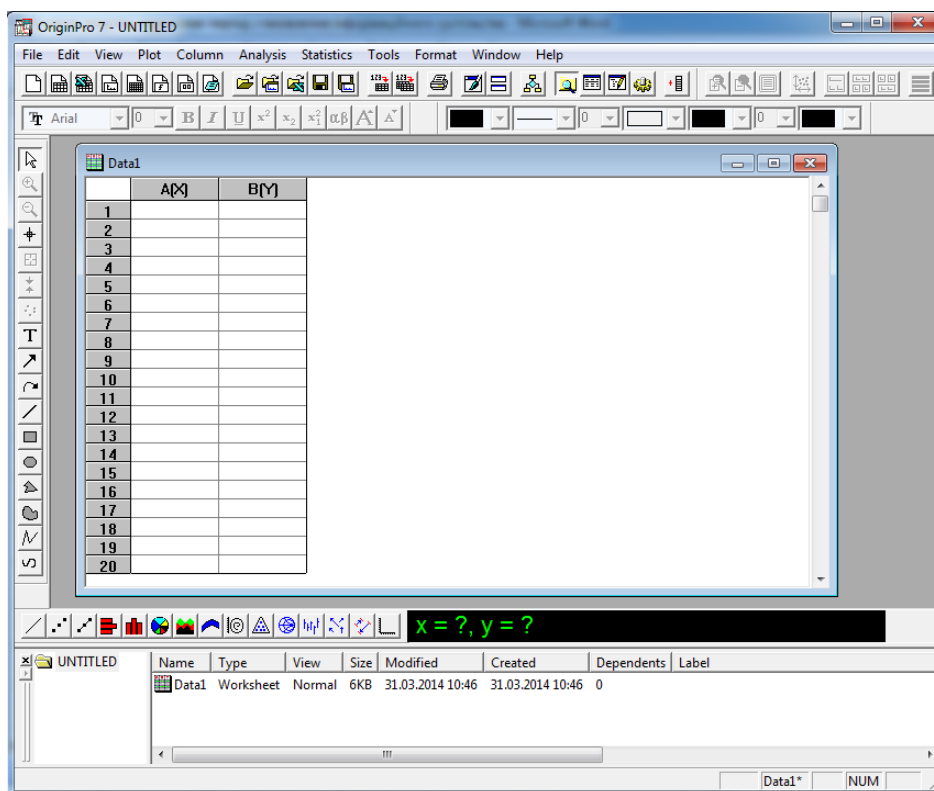 OriginPro 7 - UNTITLED
File Edit View Plot Column Analysis Statistics Tools Format Window Help
Arial 0 B I U x² x₂ αβ A A 0 0
Data1
A(X) B(Y)
1
2
3
4
5
6
7
8
9
10
11
12
13
14
15
16
17
18
19
20
T
x = ?, y = ?
UNTITLED Name Type View Size Modified Created Dependents Label
Data1 Worksheet Normal 6KB 31.03.2014 10:46 31.03.2014 10:46 0
Data1* NUM